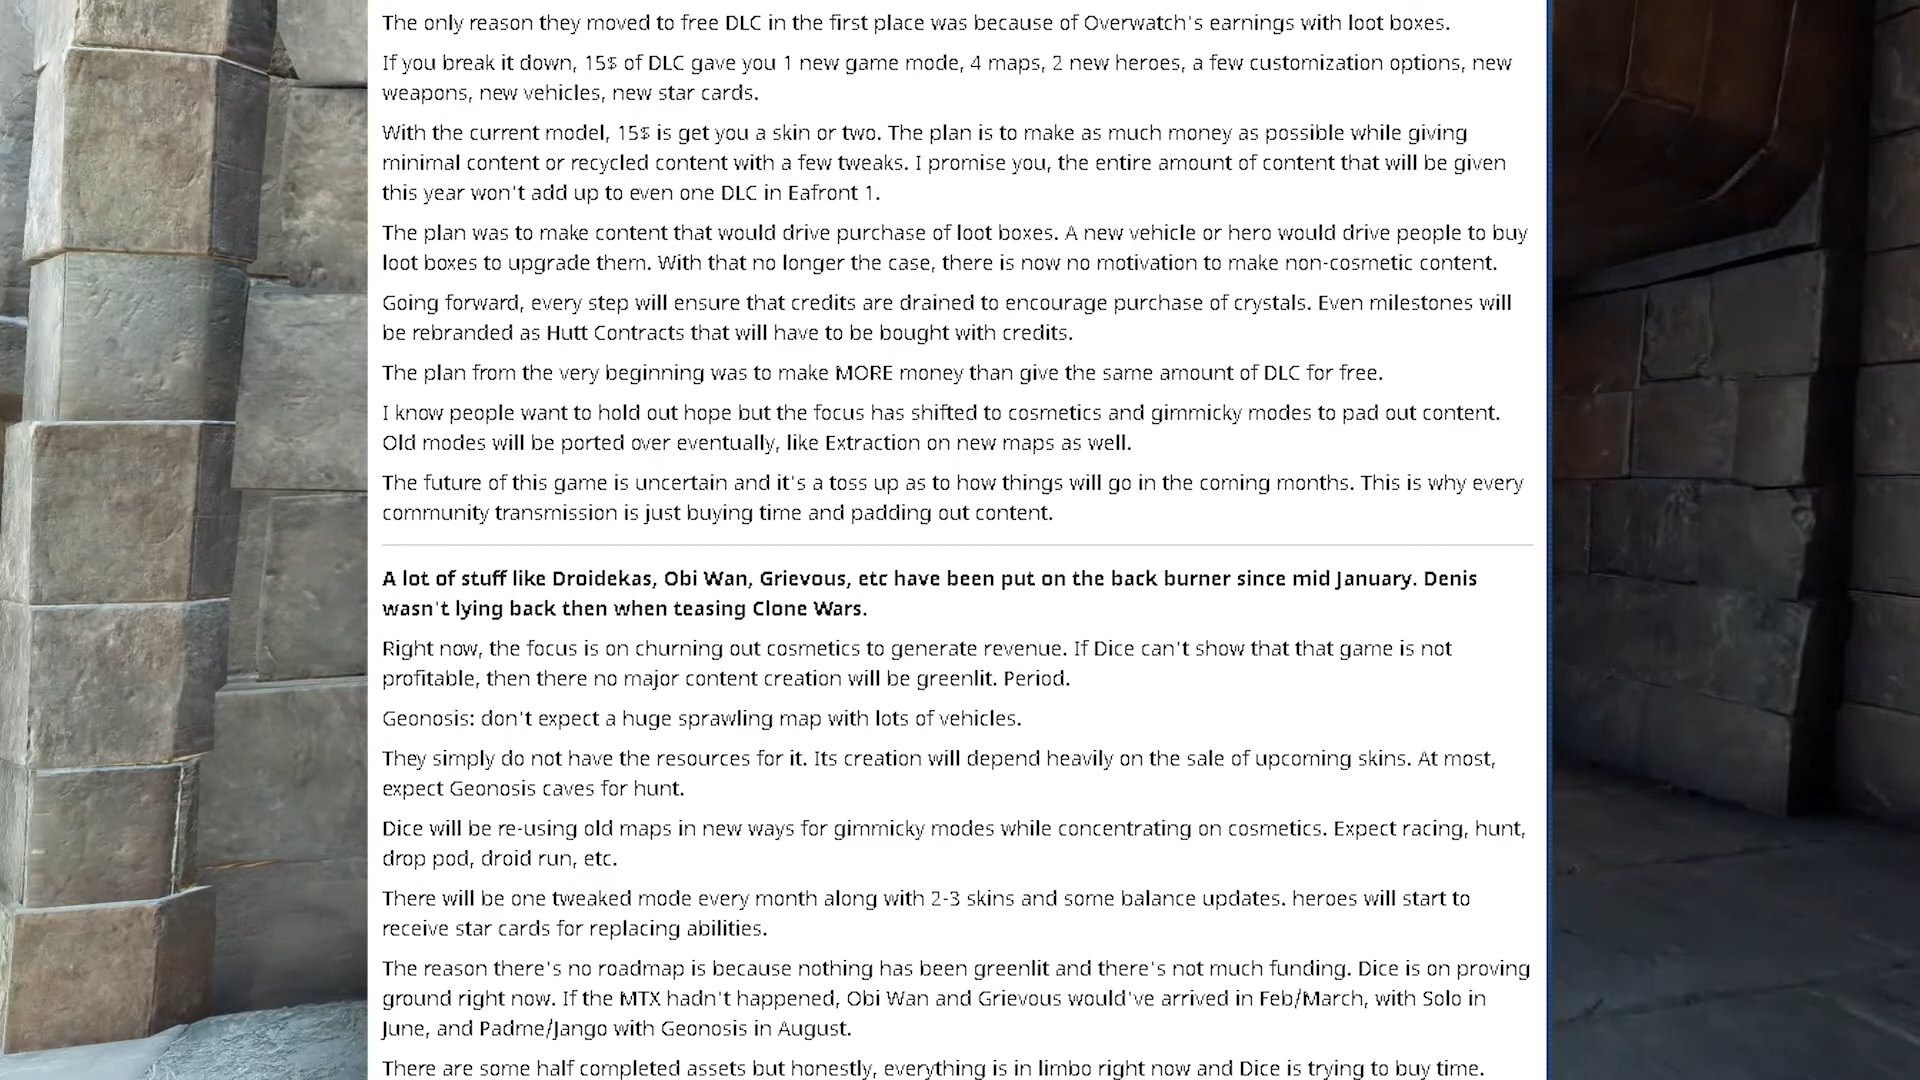 The only reason they moved to free DLC in the first place was because of Overwatch's earnings with loot boxes.
If you break it down, 15$ of DLC gave you 1 new game mode, 4 maps, 2 new heroes, a few customization options, new
weapons, new vehicles, new star cards.
With the current model, 15$ is get you a skin or two. The plan is to make as much money as possible while giving
minimal content or recycled content with a few tweaks. I promise you, the entire amount of content that will be given
this year won't add up to even one DLC in Eafront 1.
The plan was to make content that would drive purchase of loot boxes. A new vehicle or hero would drive people to buy
loot boxes to upgrade them. With that no longer the case, there is now no motivation to make non-cosmetic content.
Going forward, every step will ensure that credits are drained to encourage purchase of crystals. Even milestones will
be rebranded as Hutt Contracts that will have to be bought with credits.
The plan from the very beginning was to make MORE money than give the same amount of DLC for free.
I know people want to hold out hope but the focus has shifted to cosmetics and gimmicky modes to pad out content.
Old modes will be ported over eventually, like Extraction on new maps as well.
The future of this game is uncertain and it's a toss up as to how things will go in the coming months. This is why every
community transmission is just buying time and padding out content.
A lot of stuff like Droidekas, Obi Wan, Grievous, etc have been put on the back burner since mid January. Denis
wasn't lying back then when teasing Clone Wars.
Right now, the focus is on churning out cosmetics to generate revenue. If Dice can't show that that game is not
profitable, then there no major content creation will be greenlit. Period.
Geonosis: don't expect a huge sprawling map with lots of vehicles.
They simply do not have the resources for it. Its creation will depend heavily on the sale of upcoming skins. At most,
expect Geonosis caves for hunt.
Dice will be re-using old maps in new ways for gimmicky modes while concentrating on cosmetics. Expect racing, hunt,
drop pod, droid run, etc.
There will be one tweaked mode every month along with 2-3 skins and some balance updates. heroes will start to
receive star cards for replacing abilities.
The reason there's no roadmap is because nothing has been greenlit and there's not much funding. Dice is on proving
ground right now. If the MTX hadn't happened, Obi Wan and Grievous would've arrived in Feb/March, with Solo in
June, and Padme/Jango with Geonosis in August.
There are some half completed assets but honestly, everything is in limbo right now and Dice is trying to buy time.